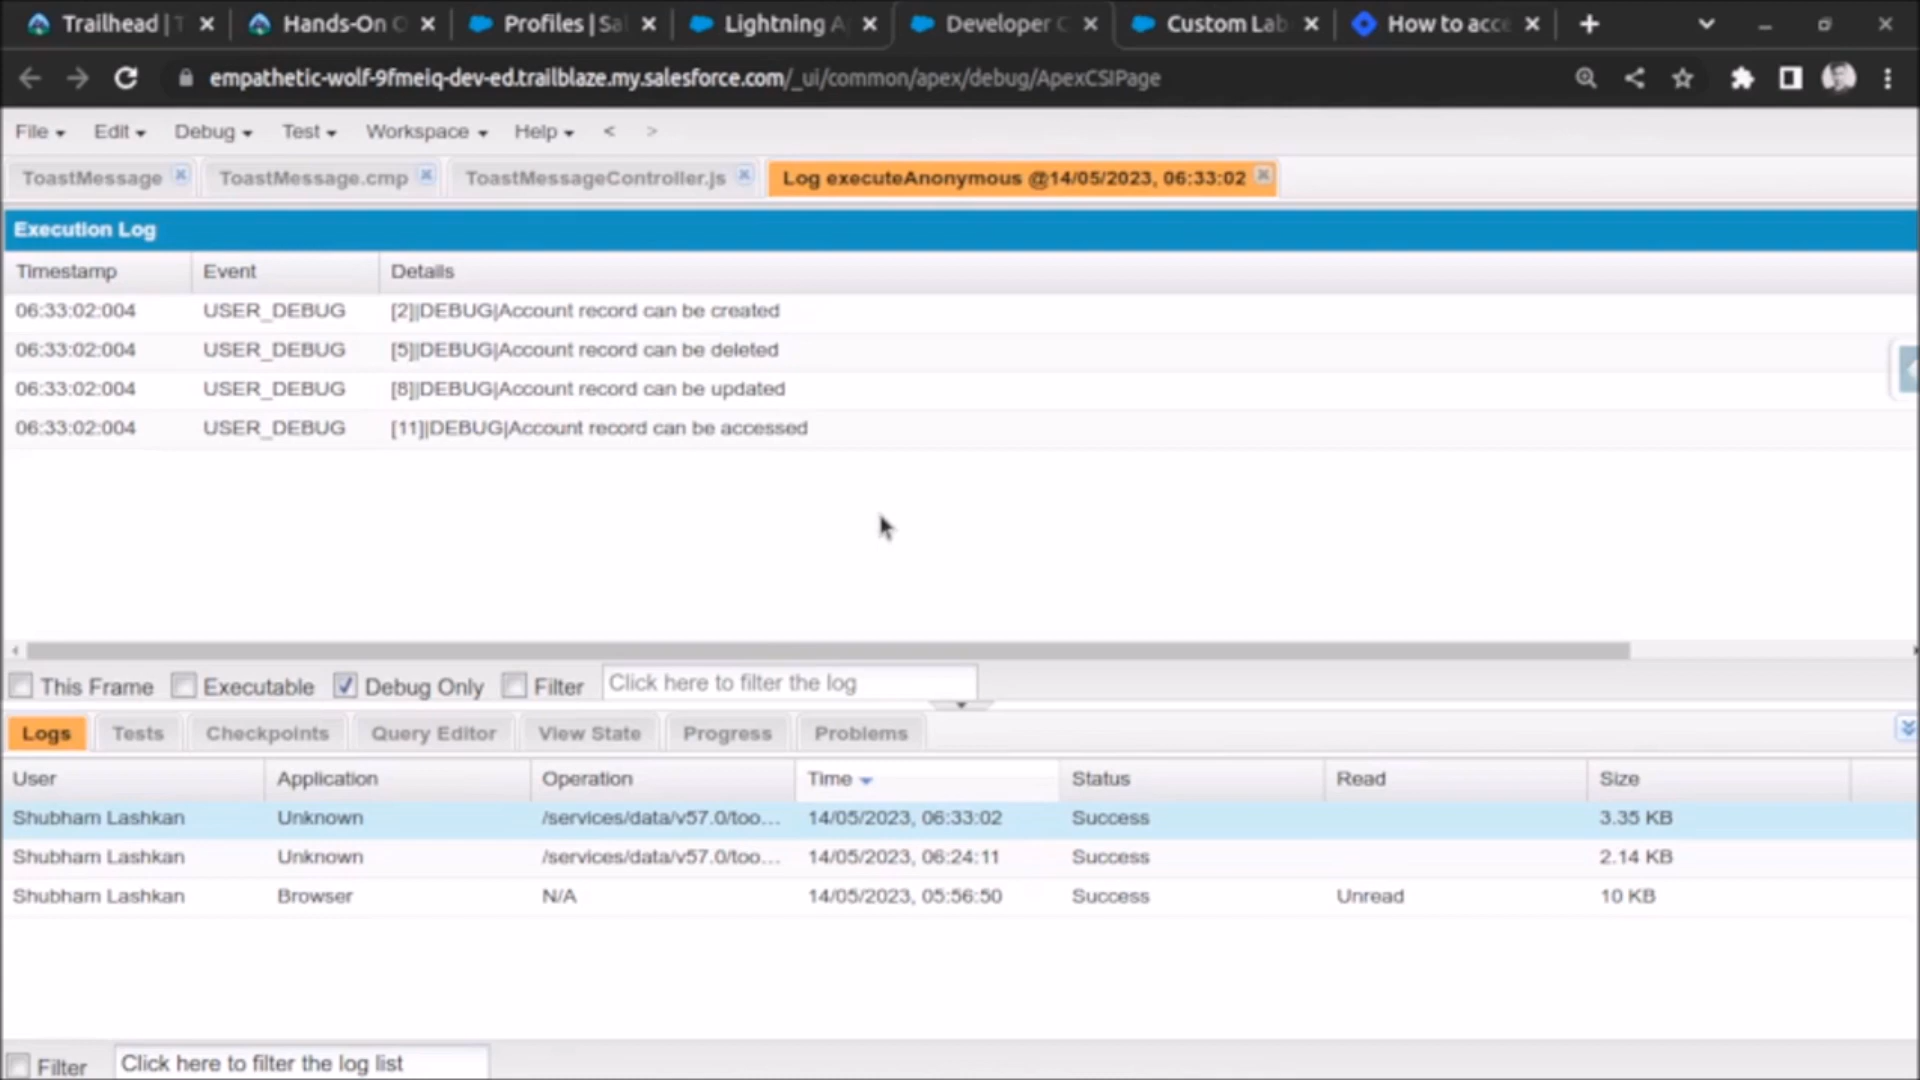 Trailhead | T
Hands-On O
Profiles | Sa
Lightning A
Developer C
Custom Lab
How to acce
empathetic-wolf-9fmeiq-dev-ed.trailblaze.my.salesforce.com/_ui/common/apex/debug/ApexCSIPage
File Edit Debug Test Workspace Help < >
ToastMessage ToastMessage.cmp ToastMessageController.js Log executeAnonymous @14/05/2023, 06:33:02
Execution Log
Timestamp Event Details
06:33:02:004 USER_DEBUG [2]|DEBUG|Account record can be created
06:33:02:004 USER_DEBUG [5]|DEBUG|Account record can be deleted
06:33:02:004 USER_DEBUG [8]|DEBUG|Account record can be updated
06:33:02:004 USER_DEBUG [11]|DEBUG|Account record can be accessed
This Frame Executable Debug Only Filter Click here to filter the log
Logs Tests Checkpoints Query Editor View State Progress Problems
User Application Operation Time Status Read Size
Shubham Lashkan Unknown /services/data/v57.0/too... 14/05/2023, 06:33:02 Success 3.35 KB
Shubham Lashkan Unknown /services/data/v57.0/too... 14/05/2023, 06:24:11 Success 2.14 KB
Shubham Lashkan Browser N/A 14/05/2023, 05:56:50 Success Unread 10 KB
Filter Click here to filter the log list